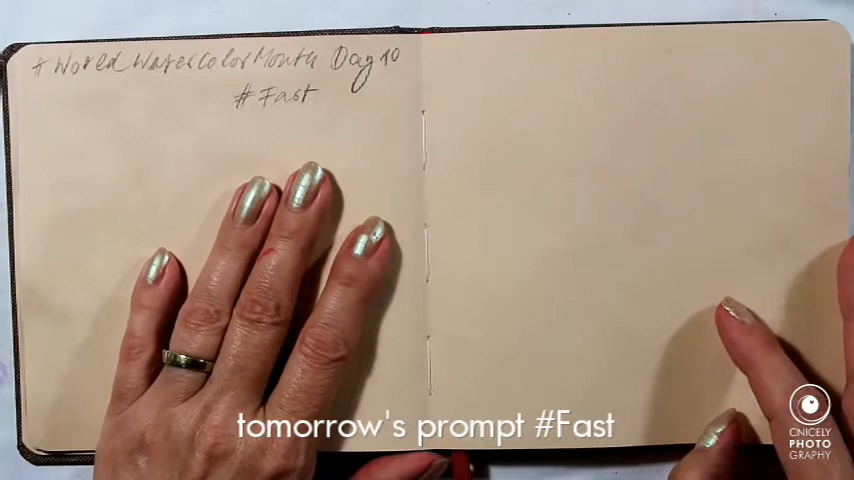 #WorldWatercolorMonth Day 10
#Fast
tomorrow's prompt #Fast
CNICELY
PHOTO
GRAPHY